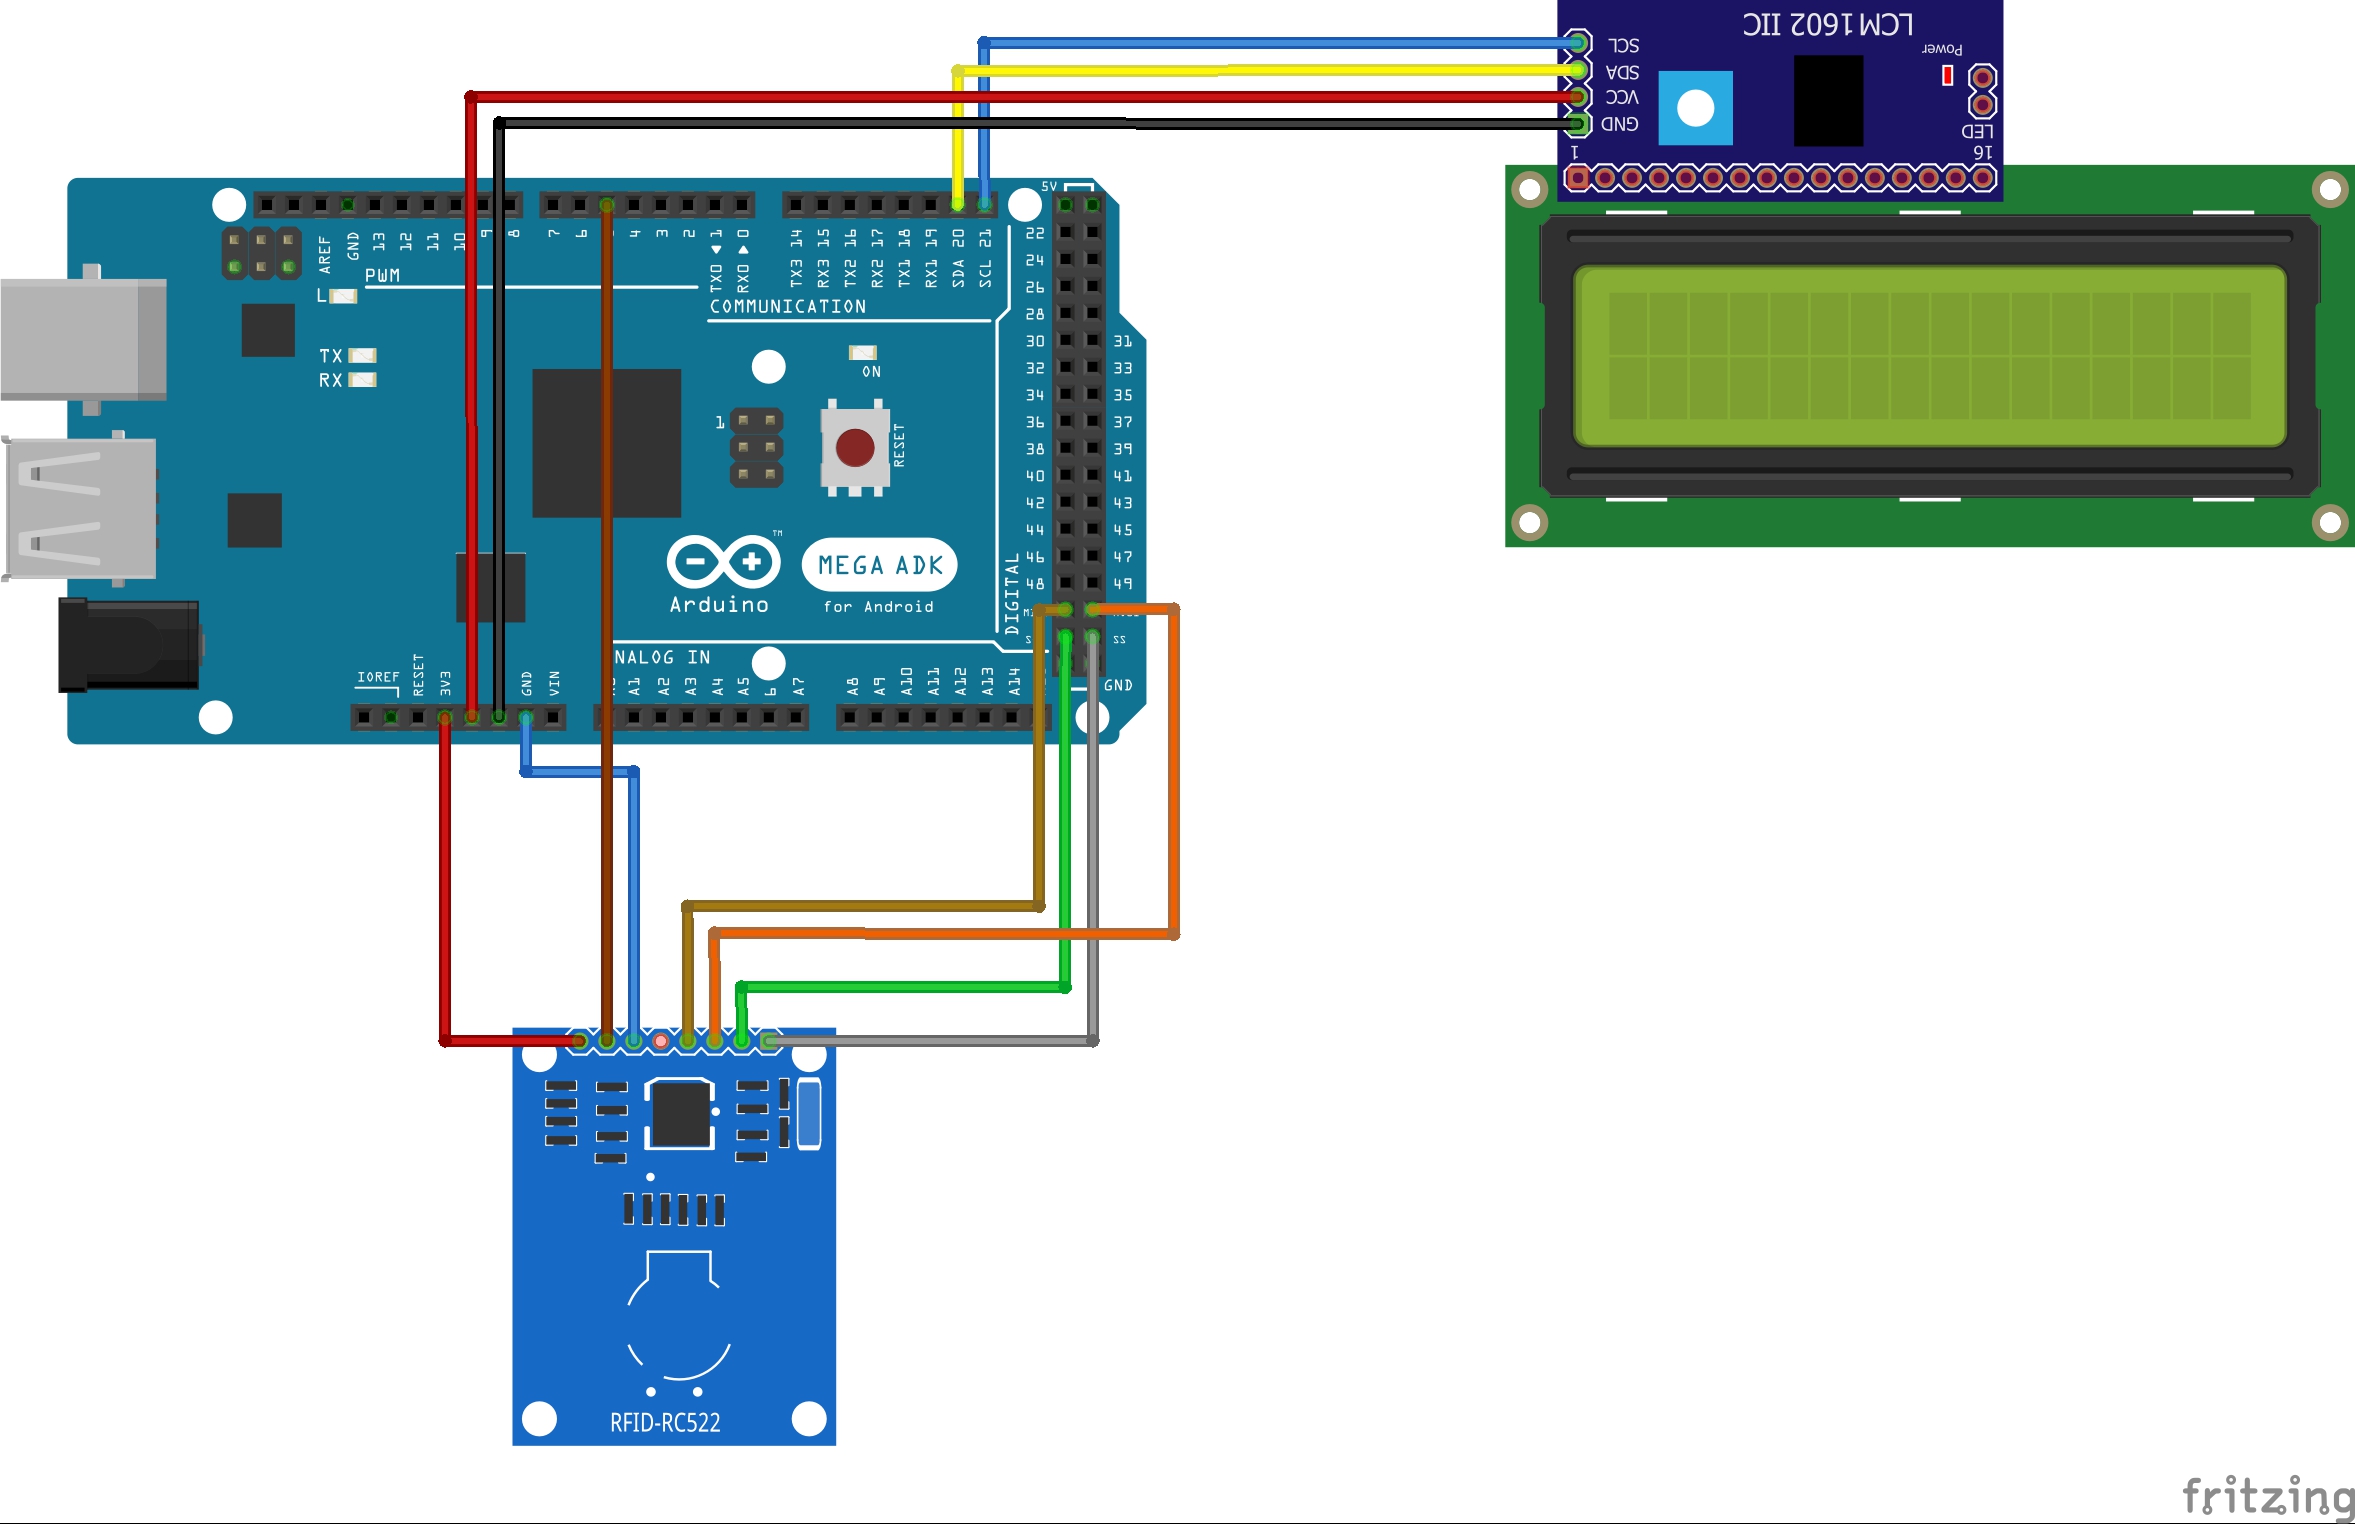 LCM1602 IIC
SCL
SDA
VCC
GND
Power
LED
1
16
5V
AREF
GND
13
12
11
10
9
8
7
6
4
3
2
TX0 1
RX0 0
TX3 14
RX3 15
TX2 16
RX2 17
TX1 18
RX1 19
SDA 20
SCL 21
PWM
L
COMMUNICATION
TX
RX
ON
1
RESET
22
24
26
28
30 31
32 33
34 35
36 37
38 39
40 41
42 43
44 45
46 47
48 49
SS
DIGITAL
GND
TM
MEGA ADK
Arduino
for Android
NALOG IN
IOREF
RESET
3V3
GND
VIN
A1
A2
A3
A4
A5
A7
A8
A9
A10
A11
A12
A13
A14
RFID-RC522
fritzing